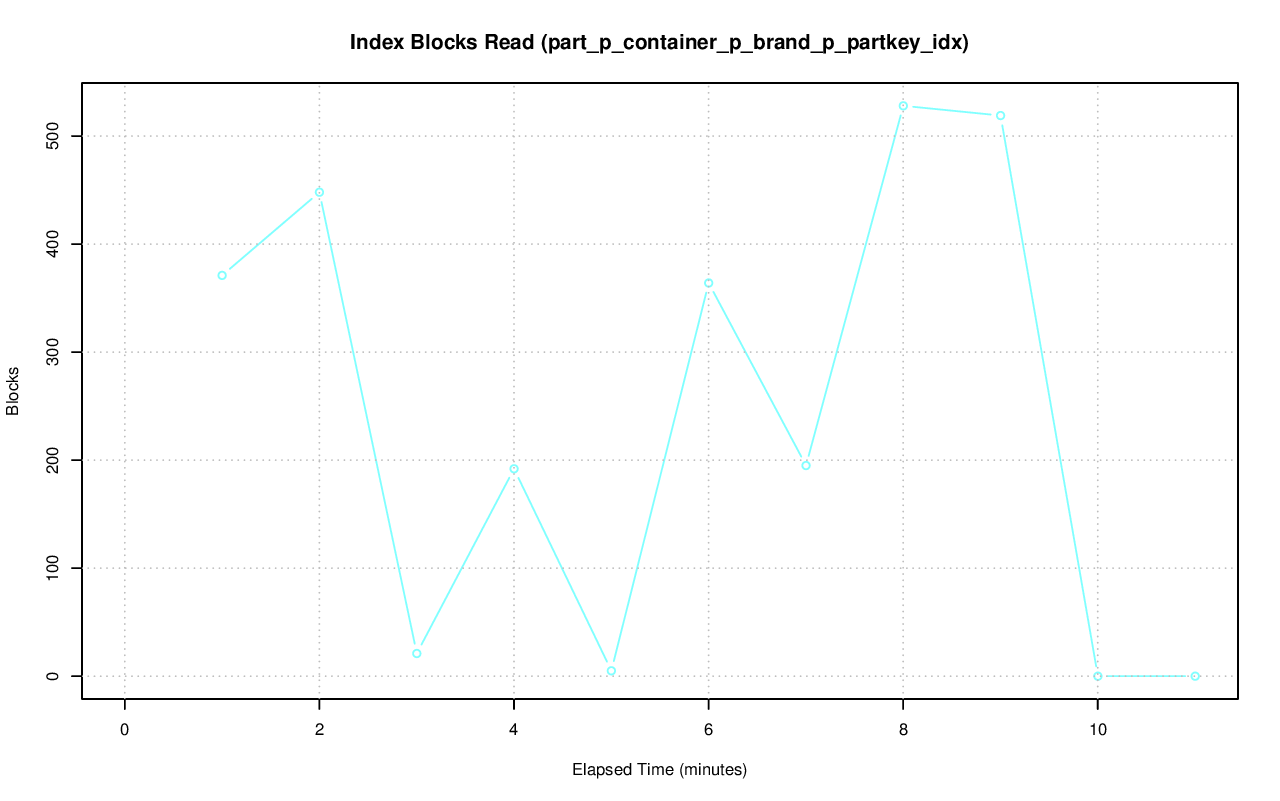 Index Blocks Read (part_p_container_p_brand_p_partkey_idx)
500
400
300
200
100
0
Blocks
0 2 4 6 8 10
Elapsed Time (minutes)